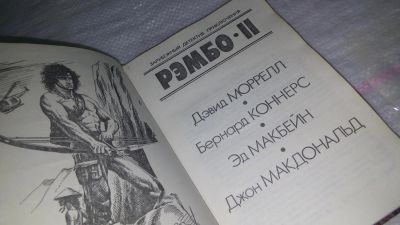 ЗАРУБЕЖНЫЙ ДЕТЕКТИВ, ПРИКЛЮЧЕНИЯ
РЭМБО·II
Дэвид МОРРЕЛЛ
•
Бернард КОННЕРС
•
Эд МАКБЕЙН
•
Джон МАКДОНАЛЬД